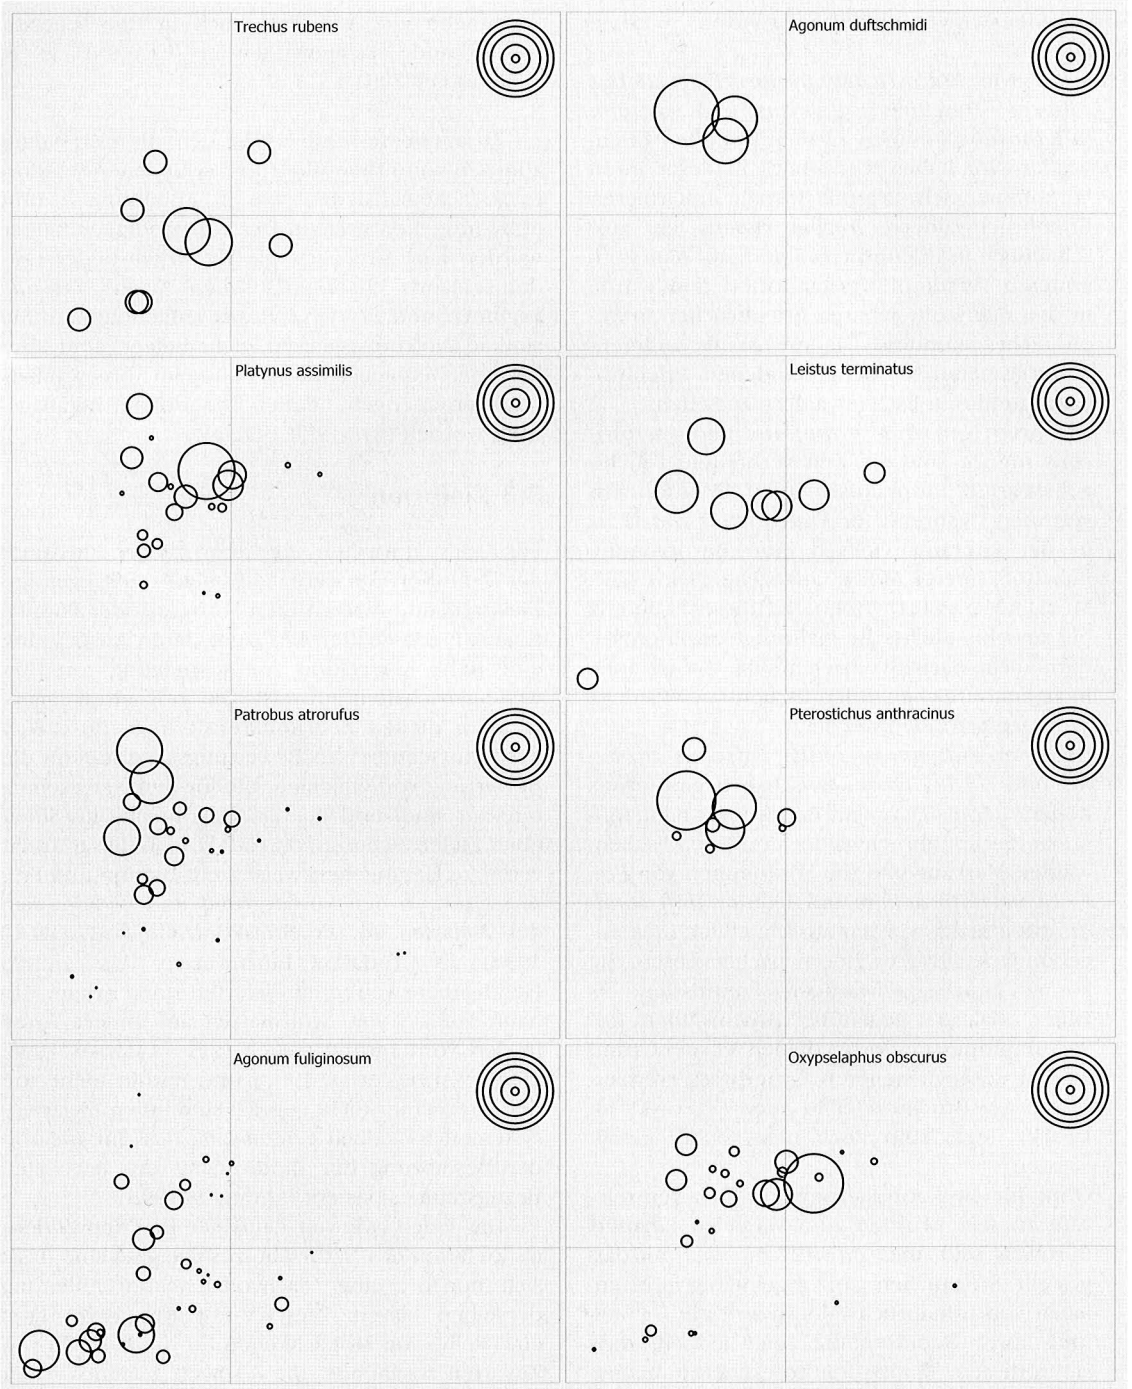 Trechus rubens
Agonum duftschmidi
Platynus assimilis
Leistus terminatus
Patrobus atrorufus
Pterostichus anthracinus
Agonum fuliginosum
Oxypselaphus obscurus